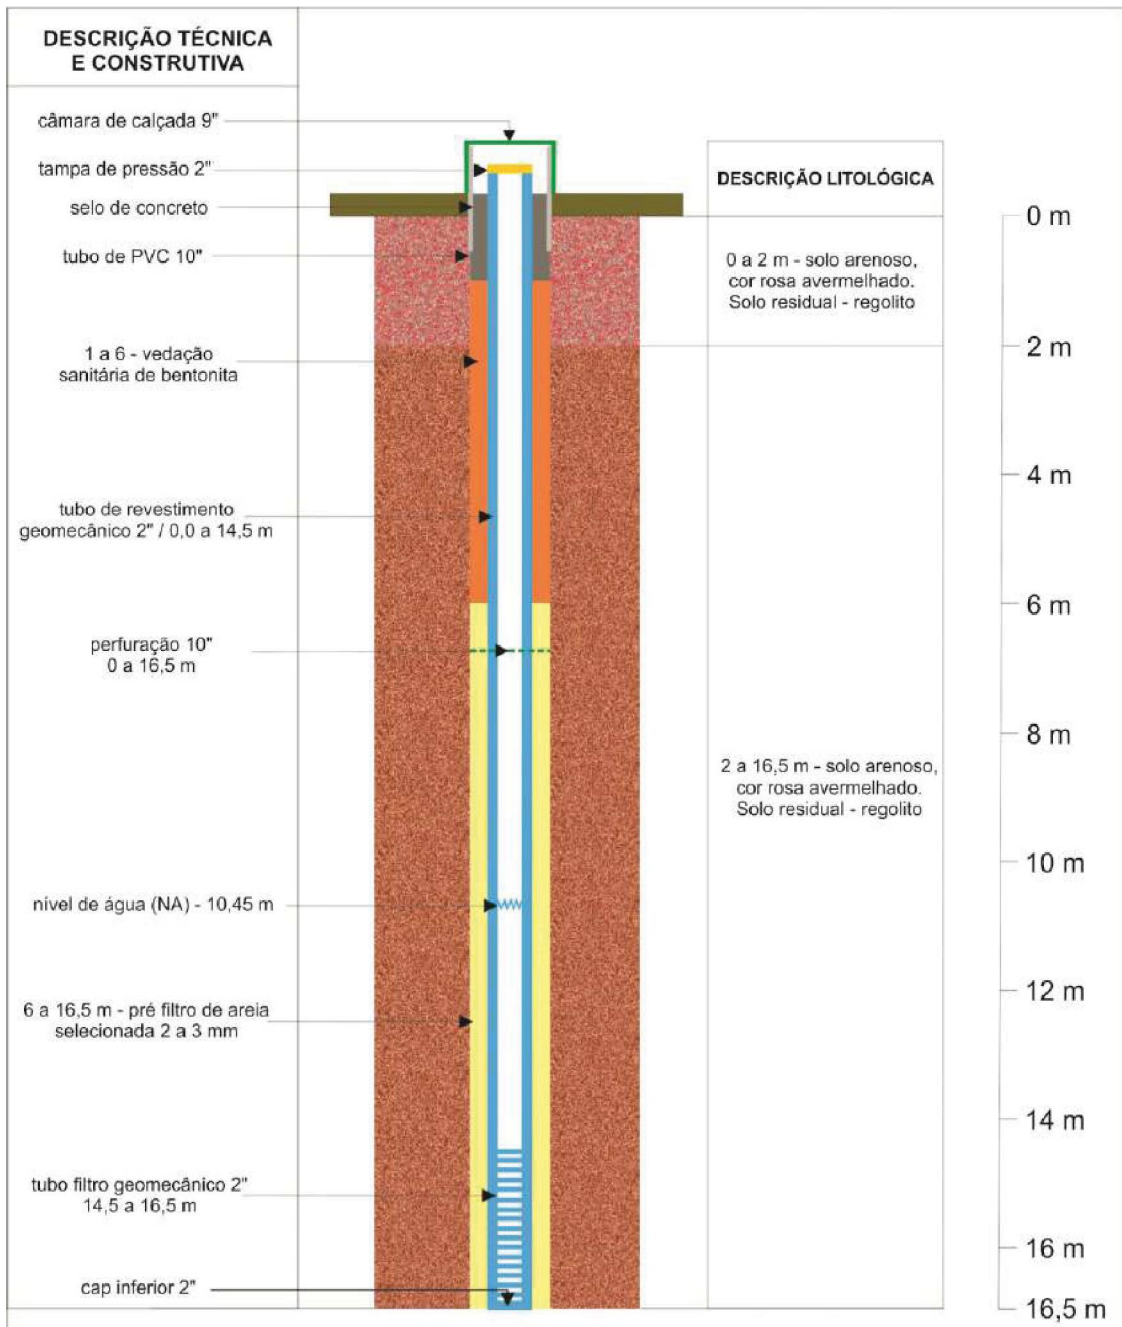 DESCRIÇÃO TÉCNICA
E CONSTRUTIVA
câmara de calçada 9"
tampa de pressão 2"
selo de concreto
tubo de PVC 10"
1 a 6 - vedação
sanitária de bentonita
tubo de revestimento
geomecânico 2" / 0,0 a 14,5 m
perfuração 10"
0 a 16,5 m
nível de água (NA) - 10,45 m
6 a 16,5 m - pré filtro de areia
selecionada 2 a 3 mm
tubo filtro geomecânico 2"
14,5 a 16,5 m
cap inferior 2"
DESCRIÇÃO LITOLÓGICA
0 a 2 m - solo arenoso,
cor rosa avermelhado.
Solo residual - regolito
2 a 16,5 m - solo arenoso,
cor rosa avermelhado.
Solo residual - regolito
0 m
2 m
4 m
6 m
8 m
10 m
12 m
14 m
16 m
16,5 m